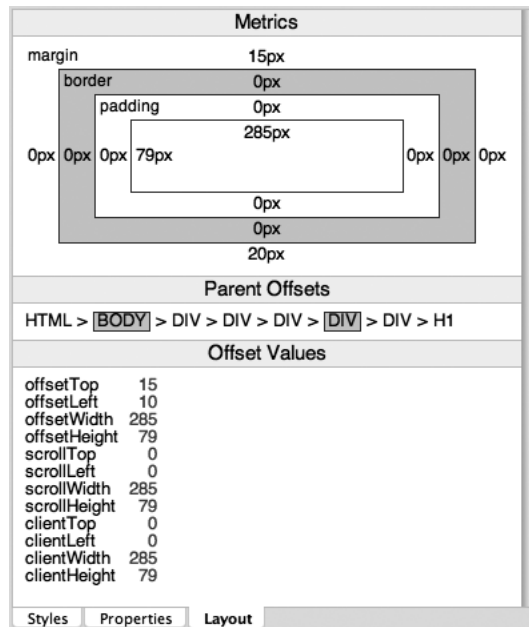 Metrics
margin 15px
border 0px
padding 0px
285px
0px 0px 0px 79px 0px 0px 0px
0px
0px
20px
Parent Offsets
HTML > BODY > DIV > DIV > DIV > DIV > DIV > H1
Offset Values
offsetTop 15
offsetLeft 10
offsetWidth 285
offsetHeight 79
scrollTop 0
scrollLeft 0
scrollWidth 285
scrollHeight 79
clientTop 0
clientLeft 0
clientWidth 285
clientHeight 79
Styles Properties Layout